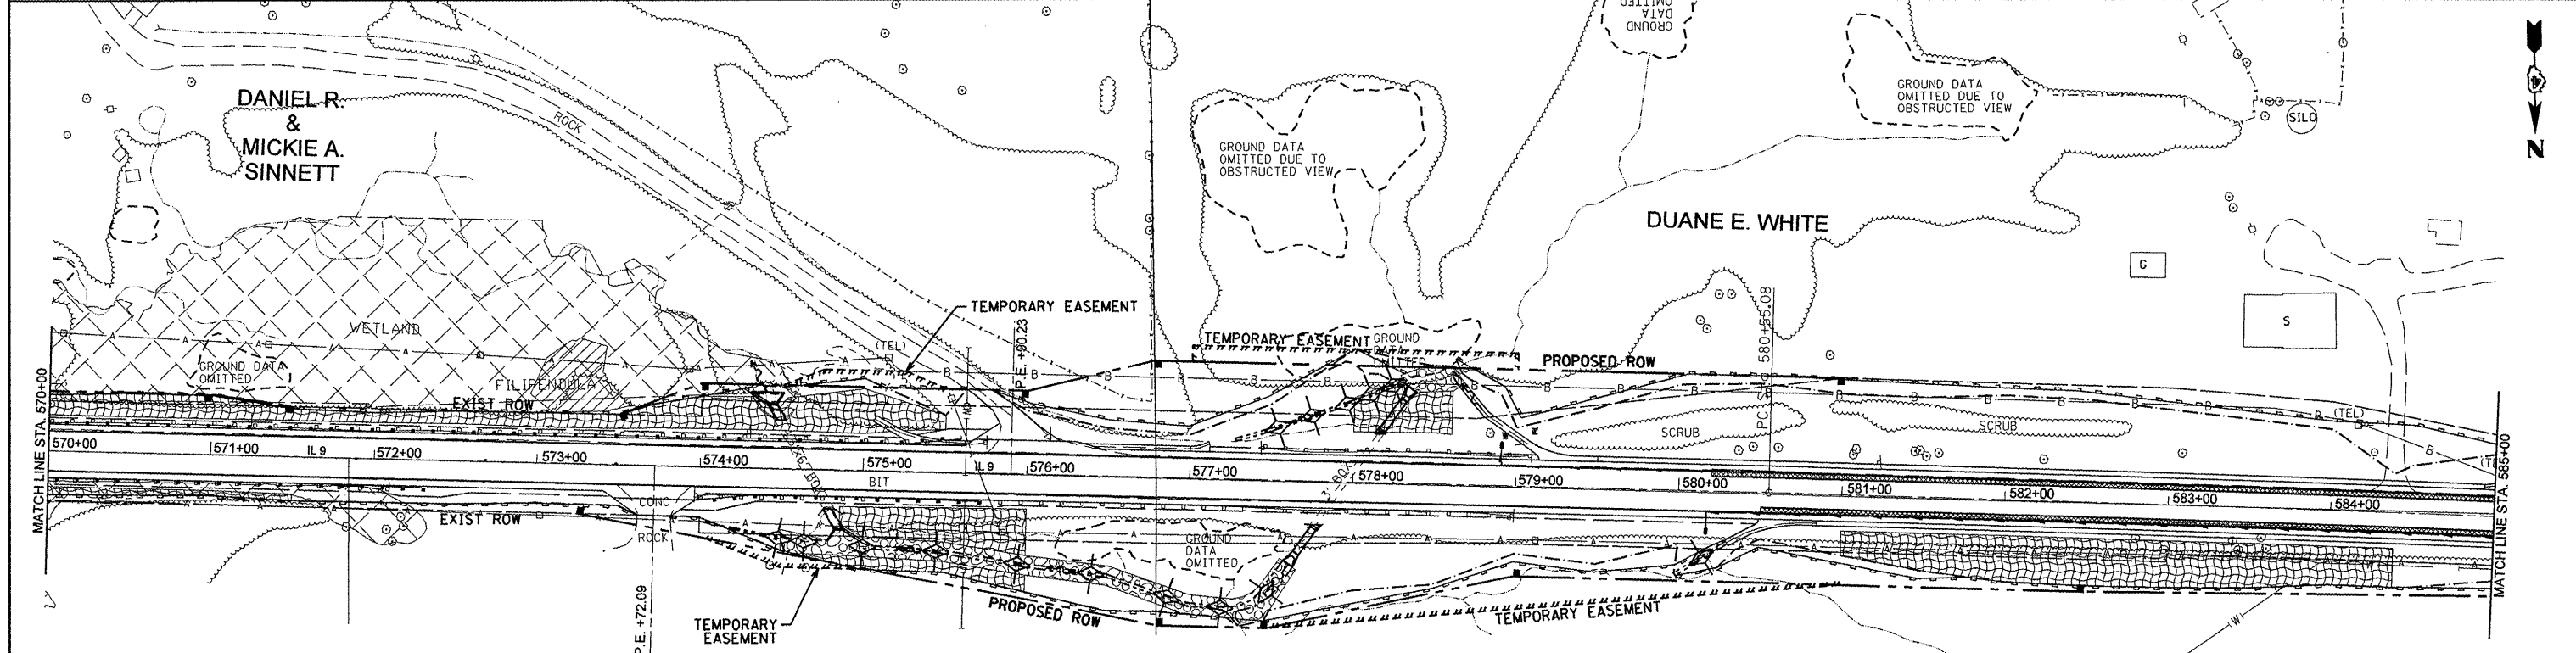 GROUND
DATA
OMITTED
DANIEL R.
&
MICKIE A.
SINNETT
ROCK
GROUND DATA
OMITTED DUE TO
OBSTRUCTED VIEW
GROUND DATA
OMITTED DUE TO
OBSTRUCTED VIEW
SILO
N
DUANE E. WHITE
G
S
WETLAND
GROUND DATA
OMITTED
FILIPENDULA
(TEL)
TEMPORARY EASEMENT
P.E. +90.23
TEMPORARY EASEMENT
GROUND
DATA
OMITTED
PROPOSED ROW
580+55.08
SCRUB
SCRUB
(TEL)
EXIST ROW
MATCH LINE STA. 570+00
570+00
571+00
IL 9
572+00
573+00
574+00
575+00
IL 9
576+00
577+00
578+00
579+00
580+00
581+00
582+00
583+00
584+00
MATCH LINE STA. 585+00
BIT
CONC
ROCK
EXIST ROW
P.E. +72.09
TEMPORARY
EASEMENT
PROPOSED ROW
GROUND
DATA
OMITTED
TEMPORARY EASEMENT
W